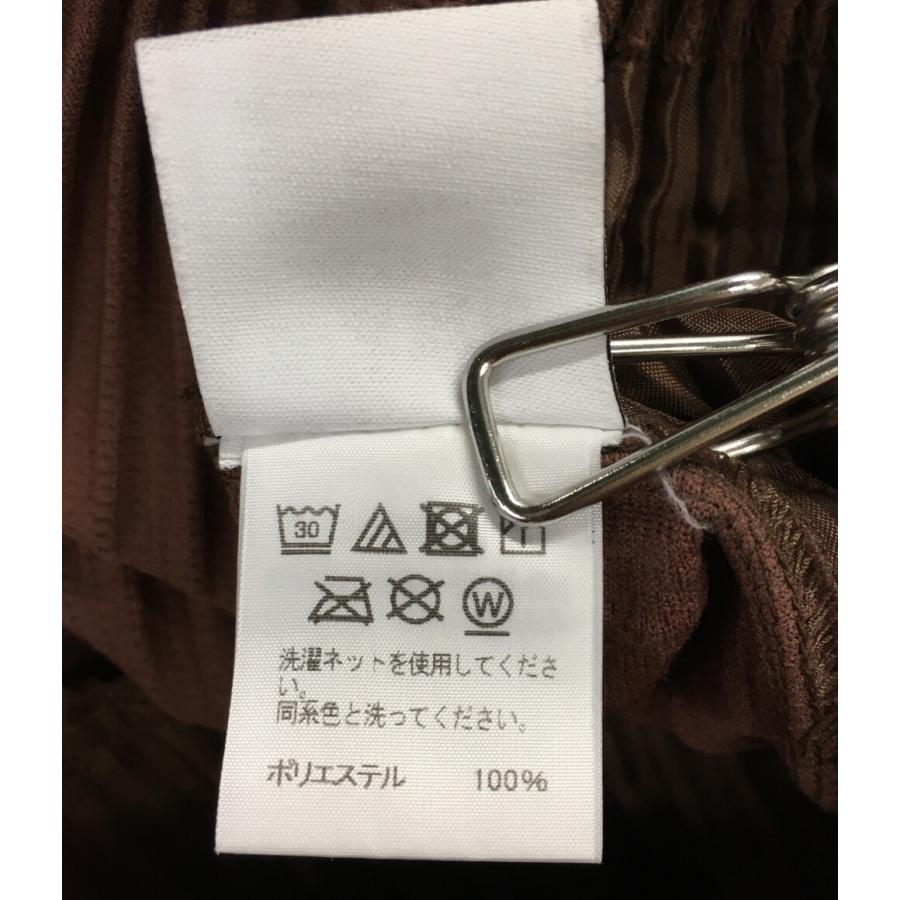 30
W
洗濯ネットを使用してくださ
い。
同系色と洗ってください。
ポリエステル 100%